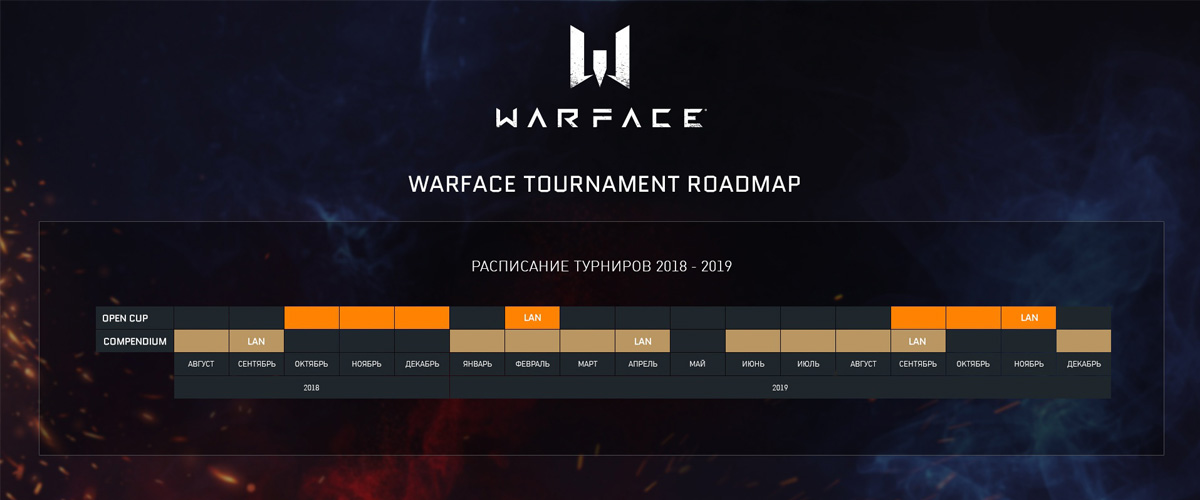 WARFACE
WARFACE TOURNAMENT ROADMAP
РАСПИСАНИЕ ТУРНИРОВ 2018 - 2019
OPEN CUP LAN LAN
COMPENDIUM LAN LAN LAN
АВГУСТ СЕНТЯБРЬ ОКТЯБРЬ НОЯБРЬ ДЕКАБРЬ ЯНВАРЬ ФЕВРАЛЬ МАРТ АПРЕЛЬ МАЙ ИЮНЬ ИЮЛЬ АВГУСТ СЕНТЯБРЬ ОКТЯБРЬ НОЯБРЬ ДЕКАБРЬ
2018 2019